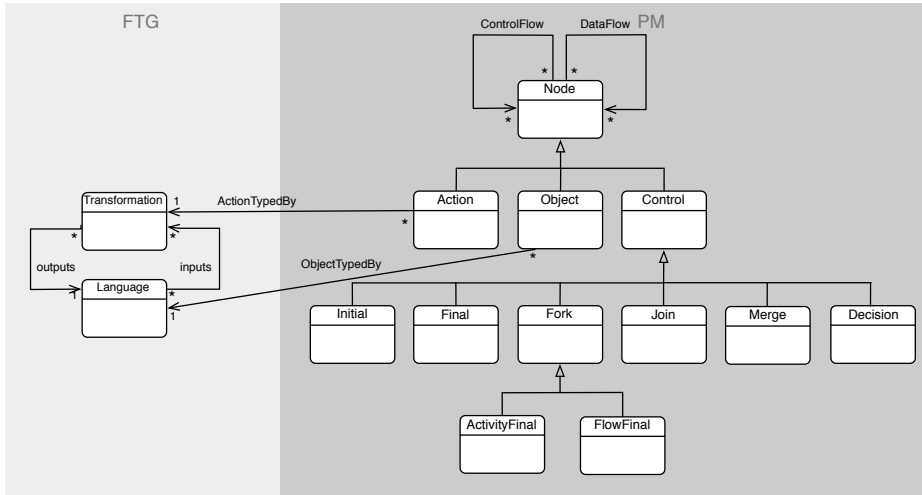 FTG
PM
ControlFlow
DataFlow
*
*
*
*
Node
Transformation
1
ActionTypedBy
*
Action
Object
Control
*
*
outputs
inputs
ObjectTypedBy
*
1
Language
*
1
Initial
Final
Fork
Join
Merge
Decision
ActivityFinal
FlowFinal